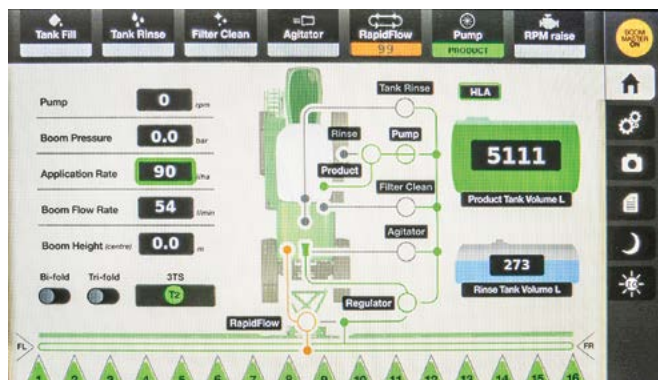 Tank Fill
Tank Rinse
Filter Clean
Agitator
RapidFlow
99
Pump
PRODUCT
RPM raise
BOOM
MASTER
ON
Pump 0 rpm
Boom Pressure 0.0 bar
Application Rate 90 l/ha
Boom Flow Rate 54 l/min
Boom Height (centre) 0.0 m
Bi-fold Tri-fold 3TS
T2
Tank Rinse
HLA
Rinse
Pump
Product
Filter Clean
Agitator
Regulator
RapidFlow
5111
Product Tank Volume L
273
Rinse Tank Volume L
FL
FR
1 2 3 4 5 6 7 8 9 10 11 12 13 14 15 16